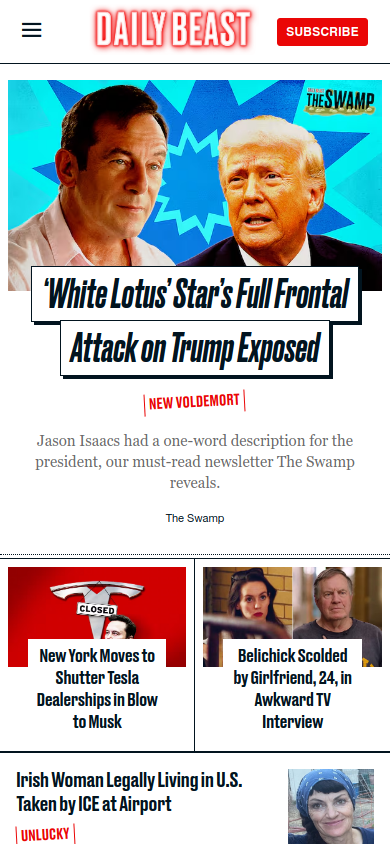 DAILY BEAST
SUBSCRIBE
THE SWAMP
‘White Lotus’ Star’s Full Frontal
Attack on Trump Exposed
NEW VOLDEMORT
Jason Isaacs had a one-word description for the
president, our must-read newsletter The Swamp
reveals.
The Swamp
CLOSED
New York Moves to
Shutter Tesla
Dealerships in Blow
to Musk
Belichick Scolded
by Girlfriend, 24, in
Awkward TV
Interview
Irish Woman Legally Living in U.S.
Taken by ICE at Airport
UNLUCKY